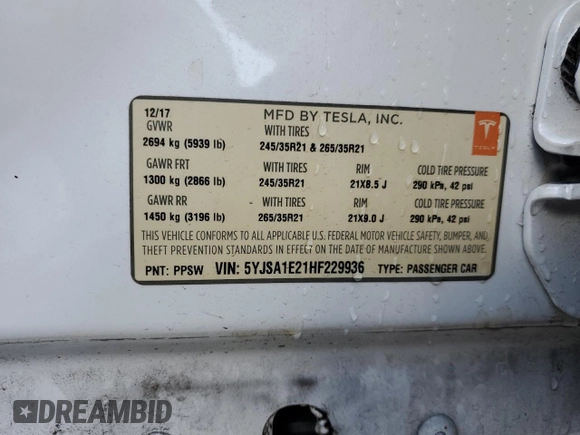 12/17 MFD BY TESLA, INC.
GVWR WITH TIRES
2694 kg (5939 lb) 245/35R21 & 265/35R21
TESLA
GAWR FRT WITH TIRES RIM COLD TIRE PRESSURE
1300 kg (2866 lb) 245/35R21 21X8.5 J 290 kPa, 42 psi
GAWR RR WITH TIRES RIM COLD TIRE PRESSURE
1450 kg (3196 lb) 265/35R21 21X9.0 J 290 kPa, 42 psi
THIS VEHICLE CONFORMS TO ALL APPLICABLE U.S. FEDERAL MOTOR VEHICLE SAFETY, BUMPER, AND
THEFT PREVENTION STANDARDS IN EFFECT ON THE DATE OF MANUFACTURE SHOWN ABOVE.
PNT: PPSW VIN: 5YJSA1E21HF229936 TYPE: PASSENGER CAR
DREAMBID